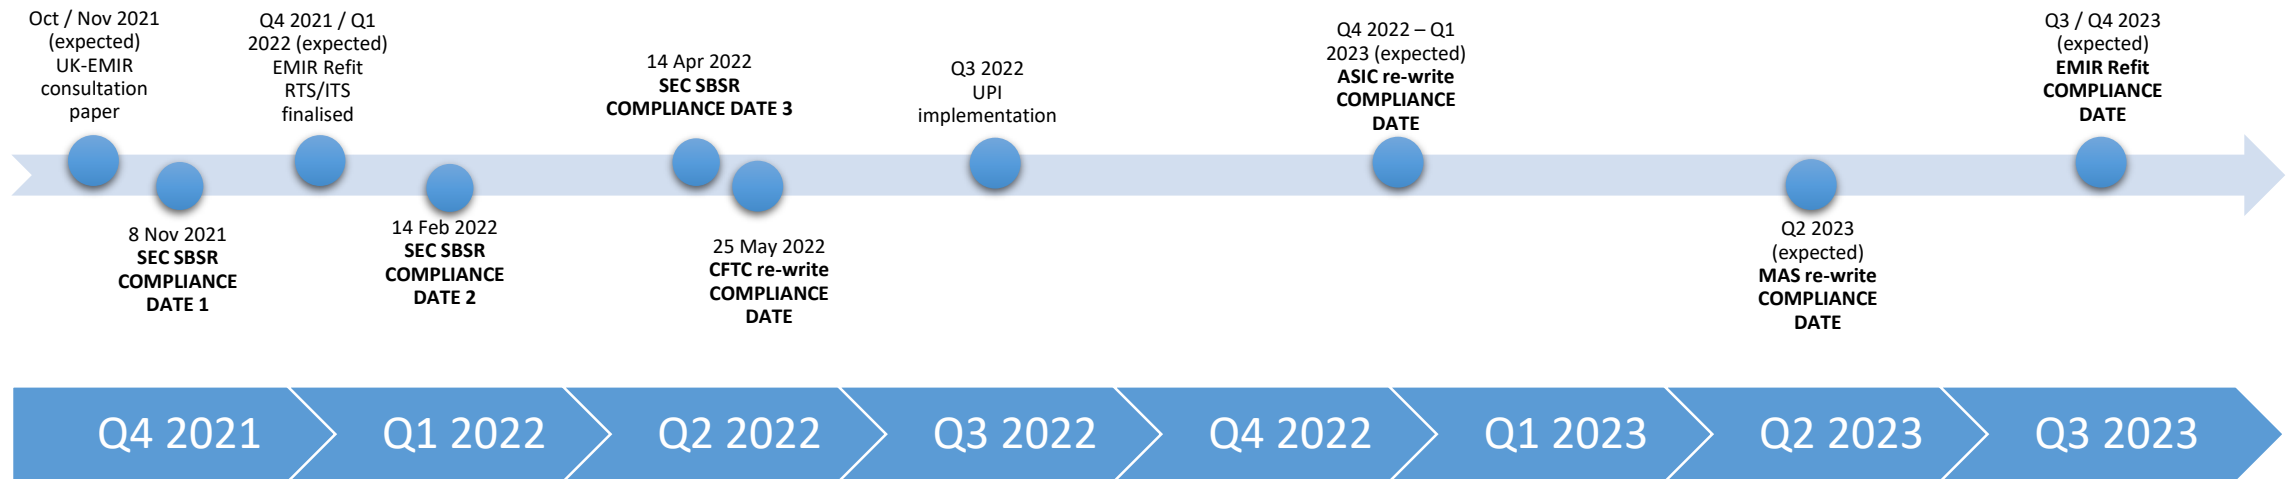 Oct / Nov 2021
(expected)
UK-EMIR
consultation
paper
8 Nov 2021
SEC SBSR
COMPLIANCE
DATE 1
Q4 2021 / Q1
2022 (expected)
EMIR Refit
RTS/ITS
finalised
14 Feb 2022
SEC SBSR
COMPLIANCE
DATE 2
14 Apr 2022
SEC SBSR
COMPLIANCE DATE 3
25 May 2022
CFTC re-write
COMPLIANCE
DATE
Q3 2022
UPI
implementation
Q4 2022 – Q1
2023 (expected)
ASIC re-write
COMPLIANCE
DATE
Q2 2023
(expected)
MAS re-write
COMPLIANCE
DATE
Q3 / Q4 2023
(expected)
EMIR Refit
COMPLIANCE
DATE
Q4 2021
Q1 2022
Q2 2022
Q3 2022
Q4 2022
Q1 2023
Q2 2023
Q3 2023